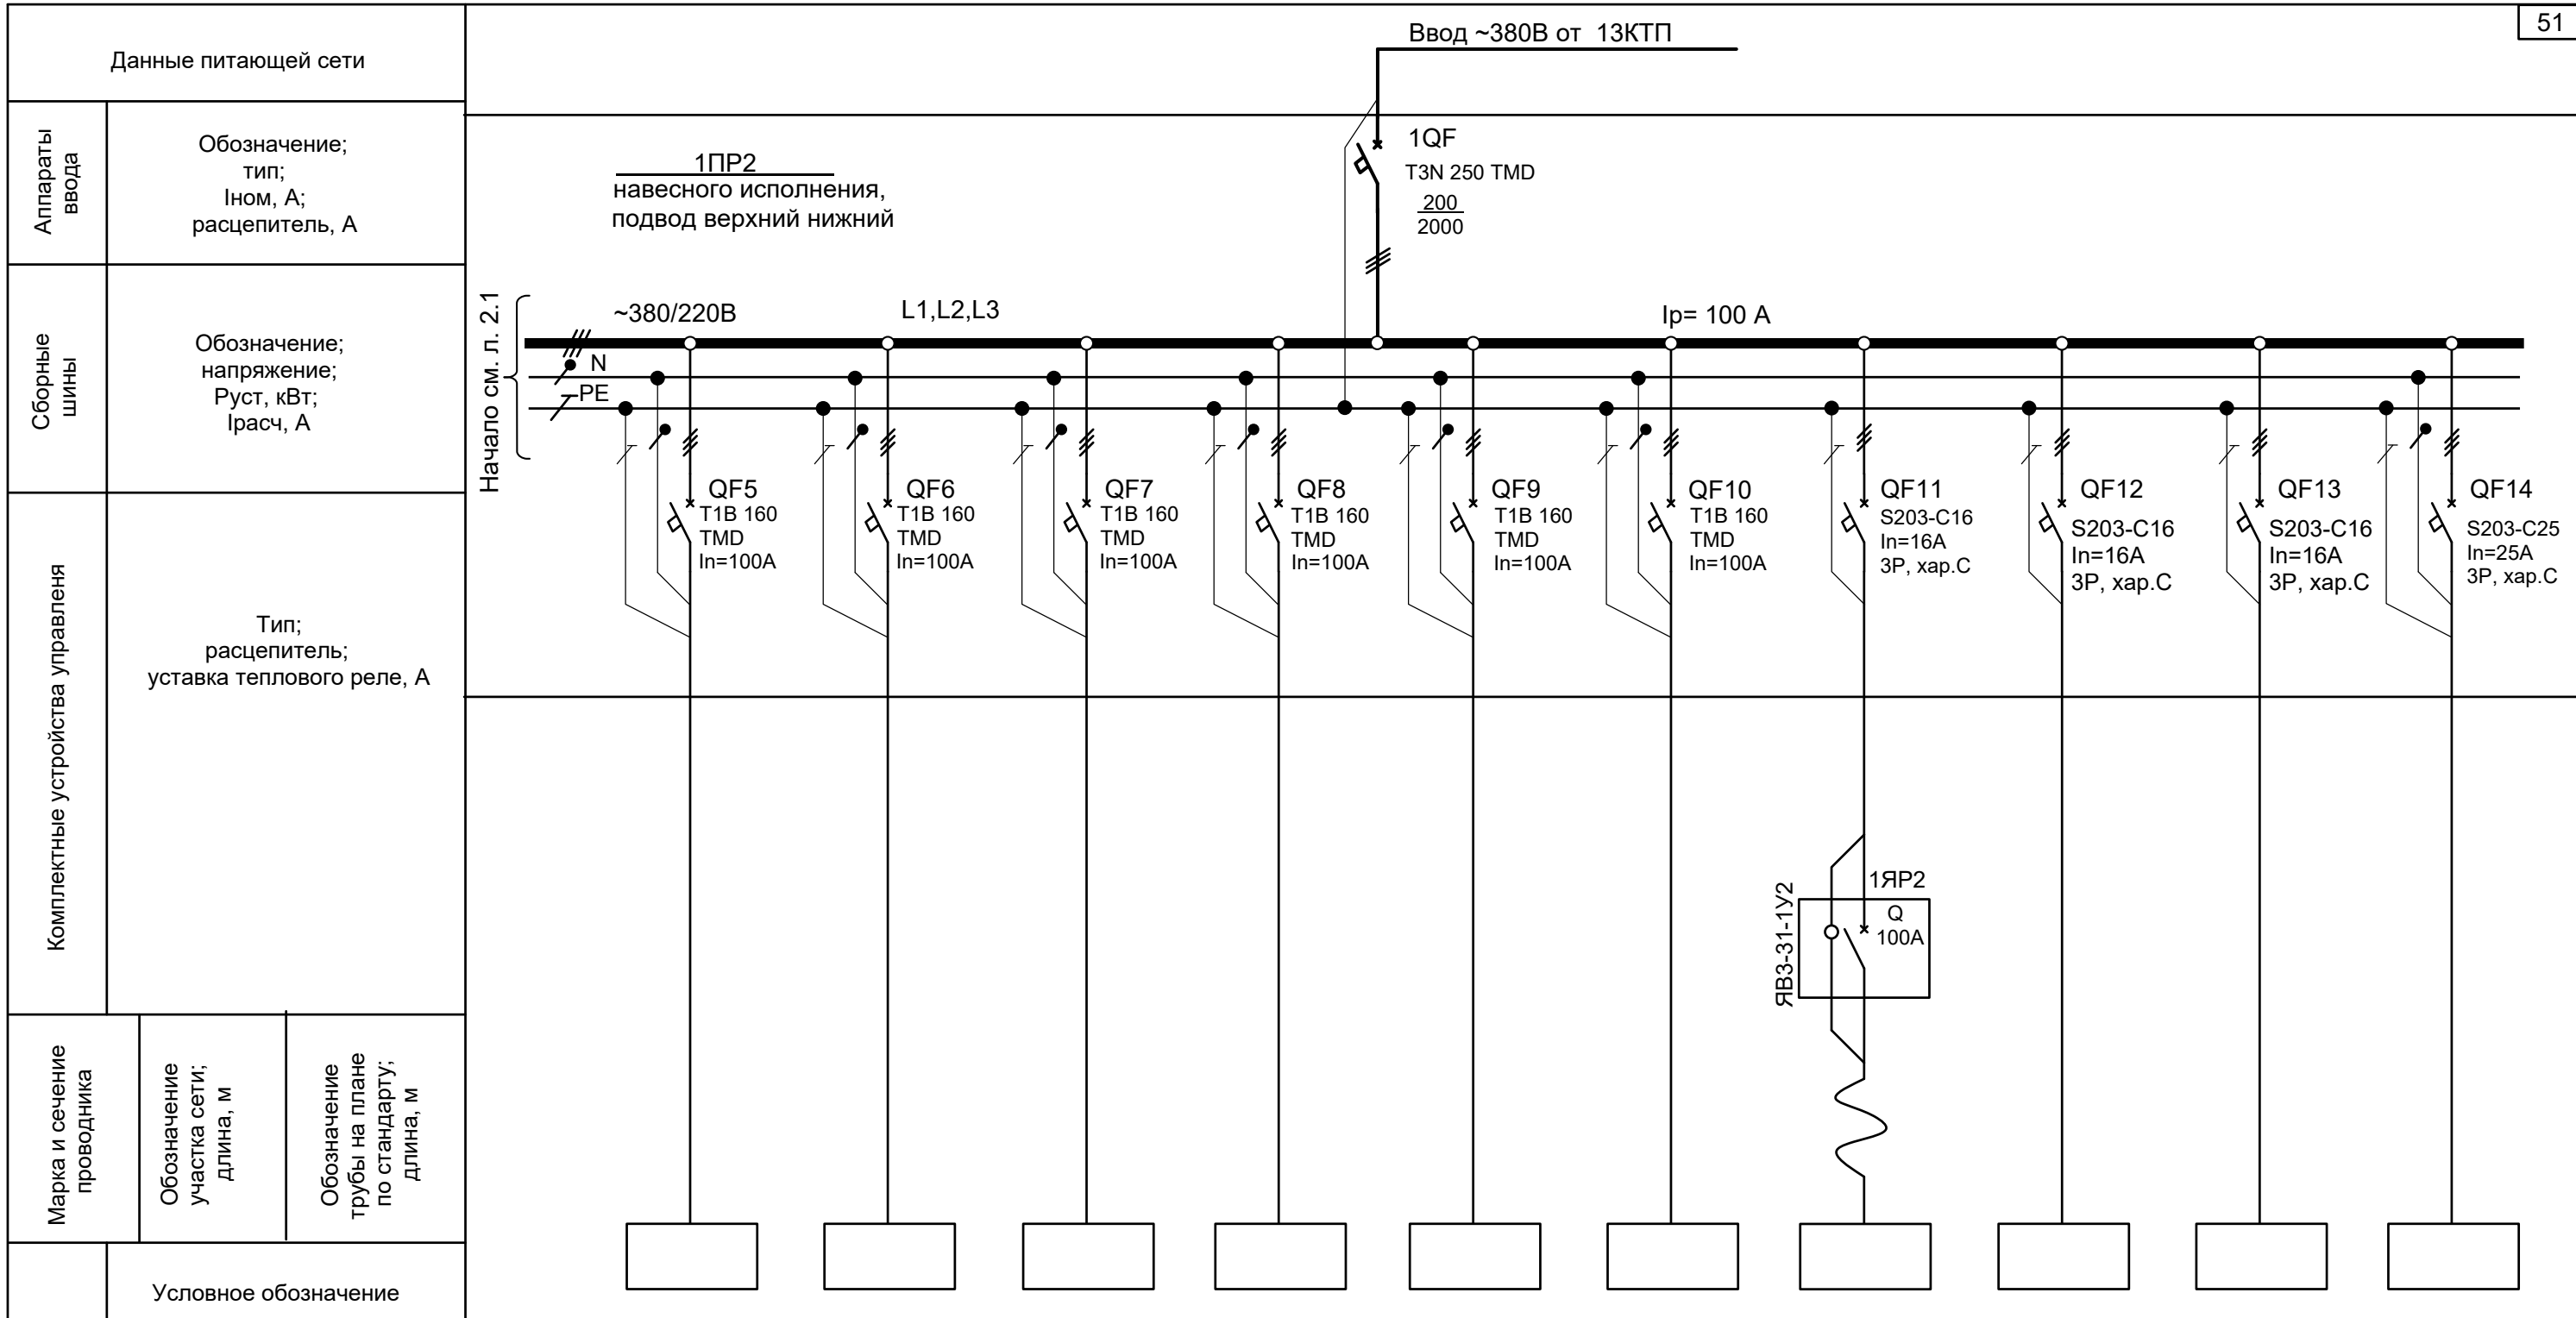 Ввод ~380В от 13КТП
51
Данные питающей сети
Аппараты
ввода
Обозначение;
тип;
Iном, А;
расцепитель, А
1ПР2
навесного исполнения,
подвод верхний нижний
1QF
T3N 250 TMD
200
2000
Сборные
шины
Обозначение;
напряжение;
Руст, кВт;
Iрасч, А
Начало см. л. 2.1
~380/220В
L1,L2,L3
Iр= 100 А
N
PE
Комплектные устройства управленя
Тип;
расцепитель;
уставка теплового реле, А
QF5
T1B 160
TMD
In=100A
QF6
T1B 160
TMD
In=100A
QF7
T1B 160
TMD
In=100A
QF8
T1B 160
TMD
In=100A
QF9
T1B 160
TMD
In=100A
QF10
T1B 160
TMD
In=100A
QF11
S203-C16
In=16A
3P, хар.C
QF12
S203-C16
In=16A
3P, хар.C
QF13
S203-C16
In=16A
3P, хар.C
QF14
S203-C25
In=25A
3P, хар.C
ЯВЗ-31-1У2
1ЯР2
Q
100A
Марка и сечение
проводника
Обозначение
участка сети;
длина, м
Обозначение
трубы на плане
по стандарту;
длина, м
Условное обозначение